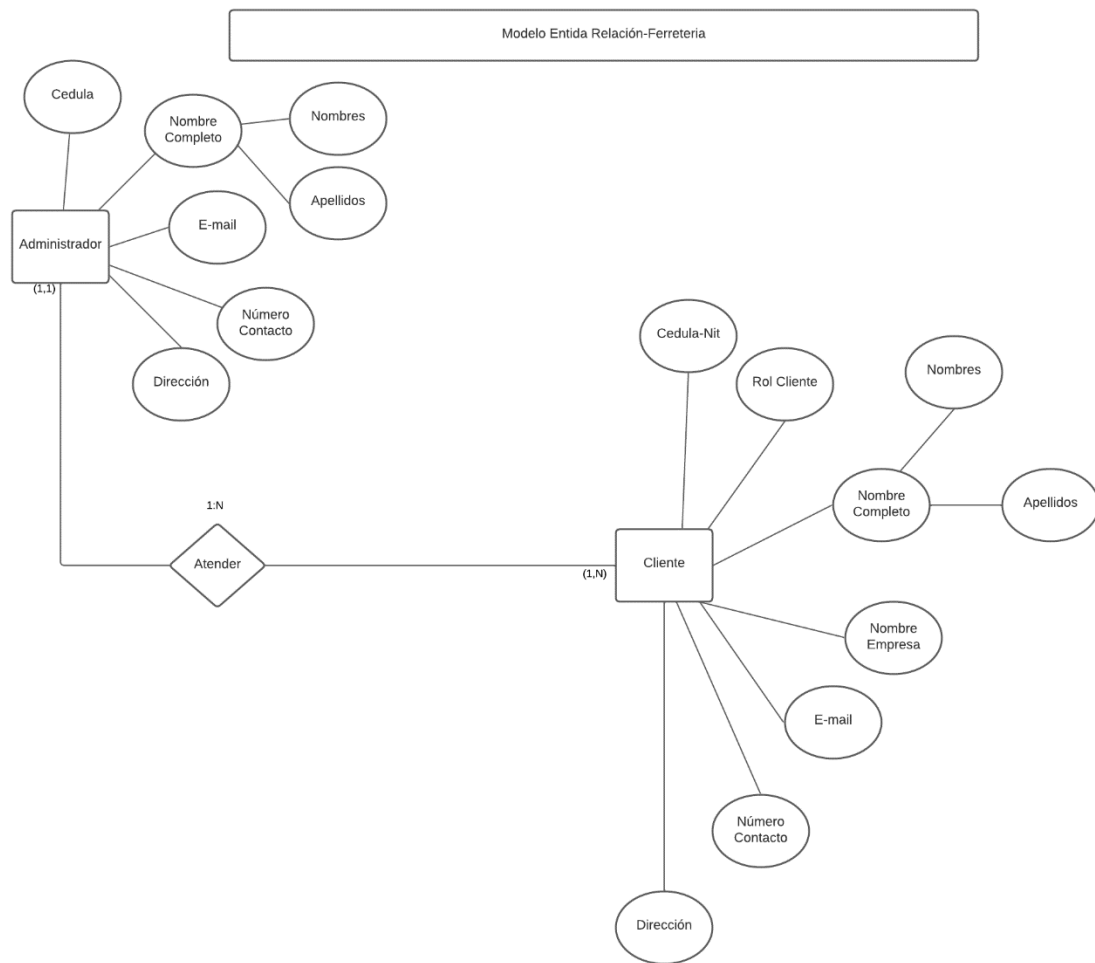 Modelo Entida Relación-Ferreteria
Cedula
Nombre
Completo
Nombres
Apellidos
E-mail
Administrador
(1,1)
Número
Contacto
Dirección
Cedula-Nit
Rol Cliente
Nombres
Nombre
Completo
Apellidos
1:N
Atender
(1,N)
Cliente
Nombre
Empresa
E-mail
Número
Contacto
Dirección